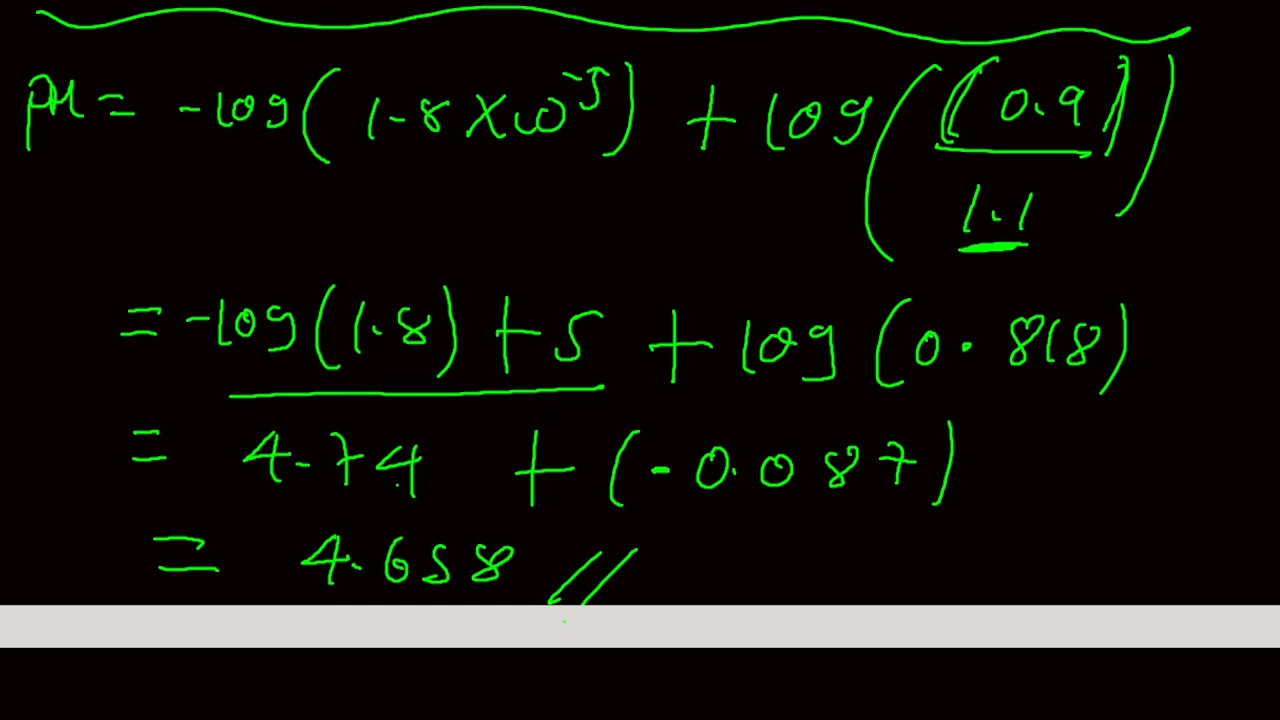 PH = -log(1.8×10⁻⁵) + log([0.9]/1.1)
= -log(1.8) + 5 + log(0.818)
= 4.74 + (-0.087)
= 4.658 //